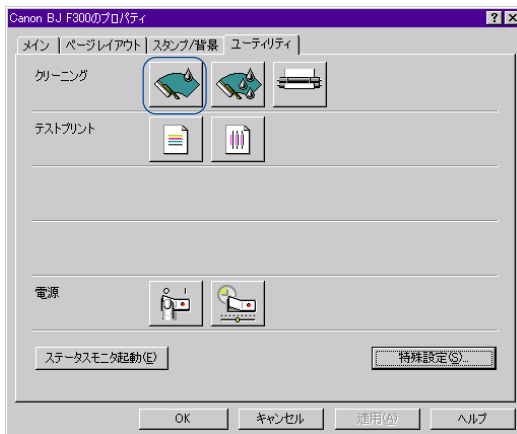 Canon BJ F300のプロパティ
メイン ページレイアウト スタンプ/背景 ユーティリティ
クリーニング
テストプリント
電源
ステータスモニタ起動(E) 特殊設定(S)...
OK キャンセル 適用(A) ヘルプ